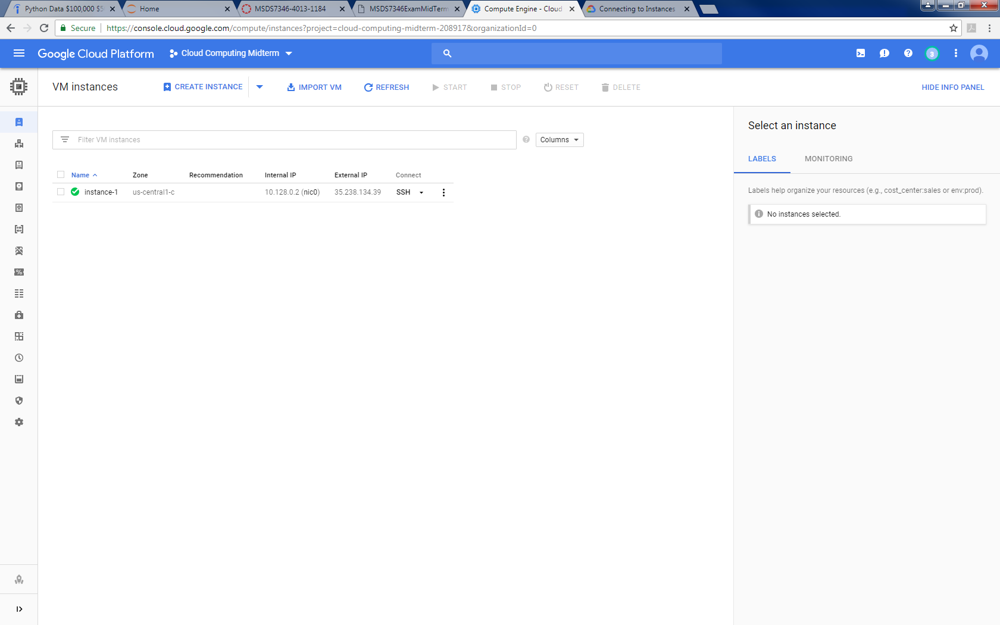 Python Data $100,000 $5
Home
MSDS7346-4013-1184
MSDS7346ExamMidTerm
Compute Engine - Cloud
Connecting to Instances
Secure
https://console.cloud.google.com/compute/instances?project=cloud-computing-midterm-208917&organizationId=0
Google Cloud Platform
Cloud Computing Midterm
3
VM instances
CREATE INSTANCE
IMPORT VM
REFRESH
START
STOP
RESET
DELETE
HIDE INFO PANEL
Filter VM instances
Columns
Name Zone Recommendation Internal IP External IP Connect
instance-1 us-central1-c 10.128.0.2 (nic0) 35.238.134.39 SSH
Select an instance
LABELS
MONITORING
Labels help organize your resources (e.g., cost_center:sales or env:prod).
No instances selected.